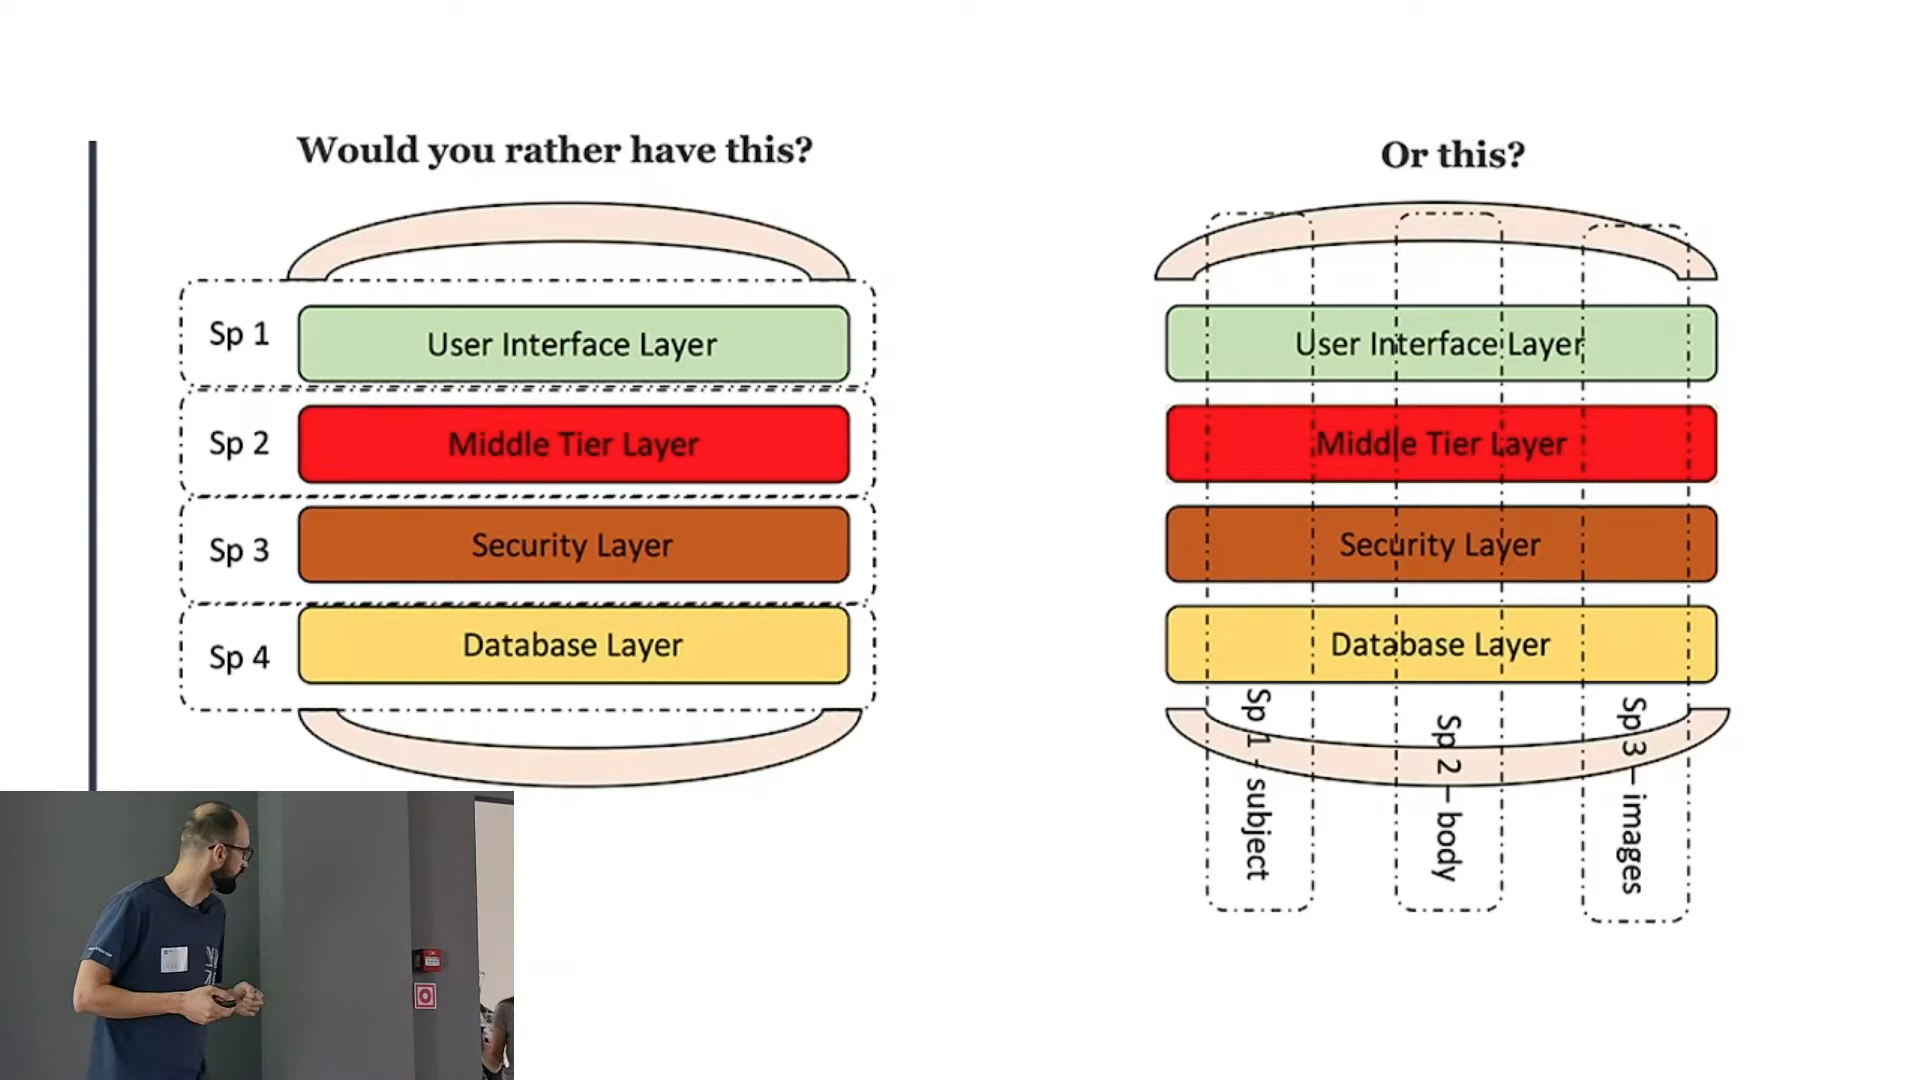 Would you rather have this?
Sp 1
User Interface Layer
Sp 2
Middle Tier Layer
Sp 3
Security Layer
Sp 4
Database Layer
Or this?
User Interface Layer
Middle Tier Layer
Security Layer
Database Layer
Sp 1 - subject
Sp 2 – body
Sp 3 – images